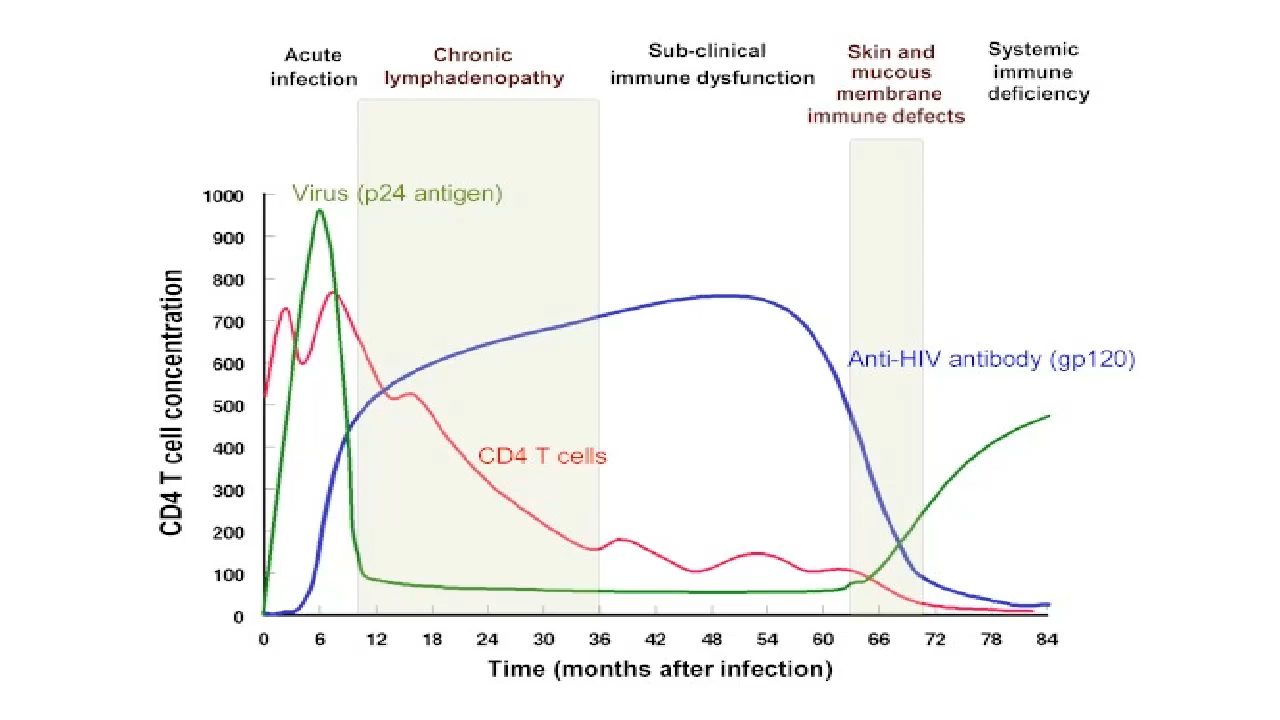 Acute
infection
Chronic
lymphadenopathy
Sub-clinical
immune dysfunction
Skin and
mucous
membrane
immune defects
Systemic
immune
deficiency
Virus (p24 antigen)
1000
900
800
700
600
500
400
300
200
100
0
CD4 T cell concentration
Anti-HIV antibody (gp120)
CD4 T cells
0 6 12 18 24 30 36 42 48 54 60 66 72 78 84
Time (months after infection)